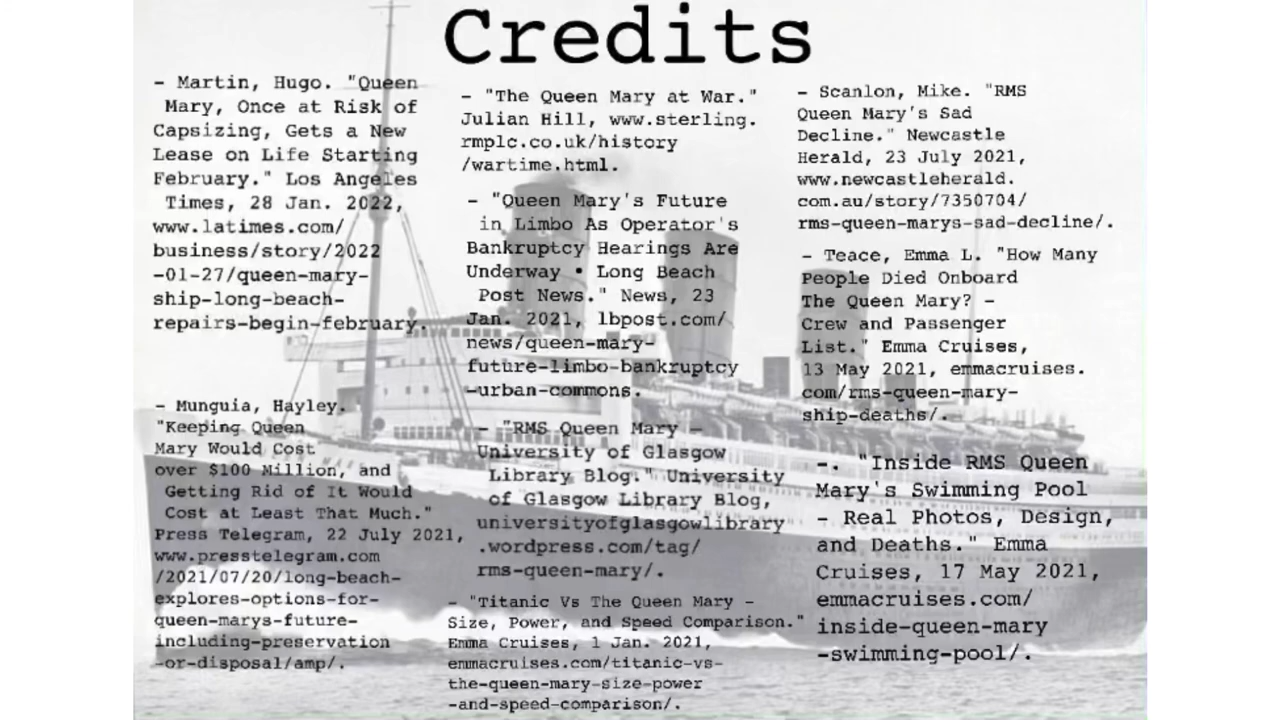 Credits
- Martin, Hugo. "Queen
Mary, Once at Risk of
Capsizing, Gets a New
Lease on Life Starting
February." Los Angeles
Times, 28 Jan. 2022,
www.latimes.com/
business/story/2022
-01-27/queen-mary-
ship-long-beach-
repairs-begin-february.
- Munguia, Hayley.
"Keeping Queen
Mary Would Cost
over $100 Million, and
Getting Rid of It Would
Cost at Least That Much."
Press Telegram, 22 July 2021,
www.presstelegram.com
/2021/07/20/long-beach-
explores-options-for-
queen-marys-future-
including-preservation
-or-disposal/amp/.
- "The Queen Mary at War."
Julian Hill, www.sterling.
rmplc.co.uk/history
/wartime.html.
- "Queen Mary's Future
in Limbo As Operator's
Bankruptcy Hearings Are
Underway • Long Beach
Post News." News, 23
Jan. 2021, lbpost.com/
news/queen-mary-
future-limbo-bankruptcy
-urban-commons.
- "RMS Queen Mary –
University of Glasgow
Library Blog." University
of Glasgow Library Blog,
universityofglasgowlibrary
.wordpress.com/tag/
rms-queen-mary/.
- "Titanic Vs The Queen Mary -
Size, Power, and Speed Comparison."
Emma Cruises, 1 Jan. 2021,
emmacruises.com/titanic-vs-
the-queen-mary-size-power
-and-speed-comparison/.
- Scanlon, Mike. "RMS
Queen Mary's Sad
Decline." Newcastle
Herald, 23 July 2021,
www.newcastleherald.
com.au/story/7350704/
rms-queen-marys-sad-decline/.
- Teace, Emma L. "How Many
People Died Onboard
The Queen Mary? -
Crew and Passenger
List." Emma Cruises,
13 May 2021, emmacruises.
com/rms-queen-mary-
ship-deaths/.
-. "Inside RMS Queen
Mary's Swimming Pool
- Real Photos, Design,
and Deaths." Emma
Cruises, 17 May 2021,
emmacruises.com/
inside-queen-mary
-swimming-pool/.